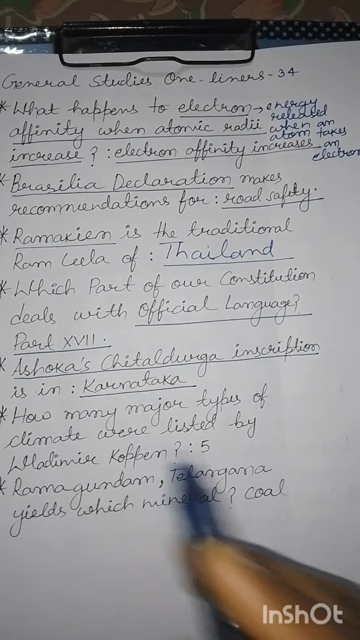 General Studies One-liners-34
* What happens to electron → energy
released
affinity when atomic radii when an
atom takes
increase? : electron affinity increases. an
electron
* Brasilia Declaration makes
recommendations for : road safety.
* Ramakien is the traditional
Ram Leela of : Thailand
* Which Part of our Constitution
deals with Official Language?
Part XVII.
* Ashoka's Chitaldurga inscription
is in : Karnataka
* How many major types of
climate were listed by
Wladimir Koppen? : 5
* Ramagundam, Telangana
yields which mineral? coal
InShOt